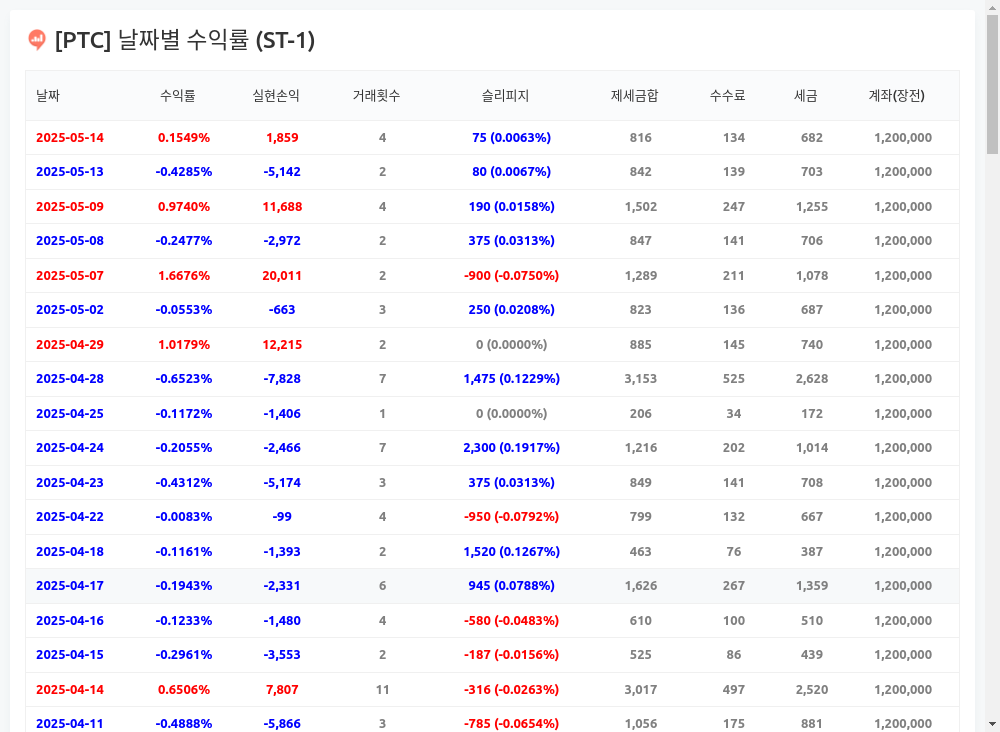 [PTC] 날짜별 수익률 (ST-1)
날짜 수익률 실현손익 거래횟수 슬리피지 제세금합 수수료 세금 계좌(장전)
2025-05-14 0.1549% 1,859 4 75 (0.0063%) 816 134 682 1,200,000
2025-05-13 -0.4285% -5,142 2 80 (0.0067%) 842 139 703 1,200,000
2025-05-09 0.9740% 11,688 4 190 (0.0158%) 1,502 247 1,255 1,200,000
2025-05-08 -0.2477% -2,972 2 375 (0.0313%) 847 141 706 1,200,000
2025-05-07 1.6676% 20,011 2 -900 (-0.0750%) 1,289 211 1,078 1,200,000
2025-05-02 -0.0553% -663 3 250 (0.0208%) 823 136 687 1,200,000
2025-04-29 1.0179% 12,215 2 0 (0.0000%) 885 145 740 1,200,000
2025-04-28 -0.6523% -7,828 7 1,475 (0.1229%) 3,153 525 2,628 1,200,000
2025-04-25 -0.1172% -1,406 1 0 (0.0000%) 206 34 172 1,200,000
2025-04-24 -0.2055% -2,466 7 2,300 (0.1917%) 1,216 202 1,014 1,200,000
2025-04-23 -0.4312% -5,174 3 375 (0.0313%) 849 141 708 1,200,000
2025-04-22 -0.0083% -99 4 -950 (-0.0792%) 799 132 667 1,200,000
2025-04-18 -0.1161% -1,393 2 1,520 (0.1267%) 463 76 387 1,200,000
2025-04-17 -0.1943% -2,331 6 945 (0.0788%) 1,626 267 1,359 1,200,000
2025-04-16 -0.1233% -1,480 4 -580 (-0.0483%) 610 100 510 1,200,000
2025-04-15 -0.2961% -3,553 2 -187 (-0.0156%) 525 86 439 1,200,000
2025-04-14 0.6506% 7,807 11 -316 (-0.0263%) 3,017 497 2,520 1,200,000
2025-04-11 -0.4888% -5,866 3 -785 (-0.0654%) 1,056 175 881 1,200,000